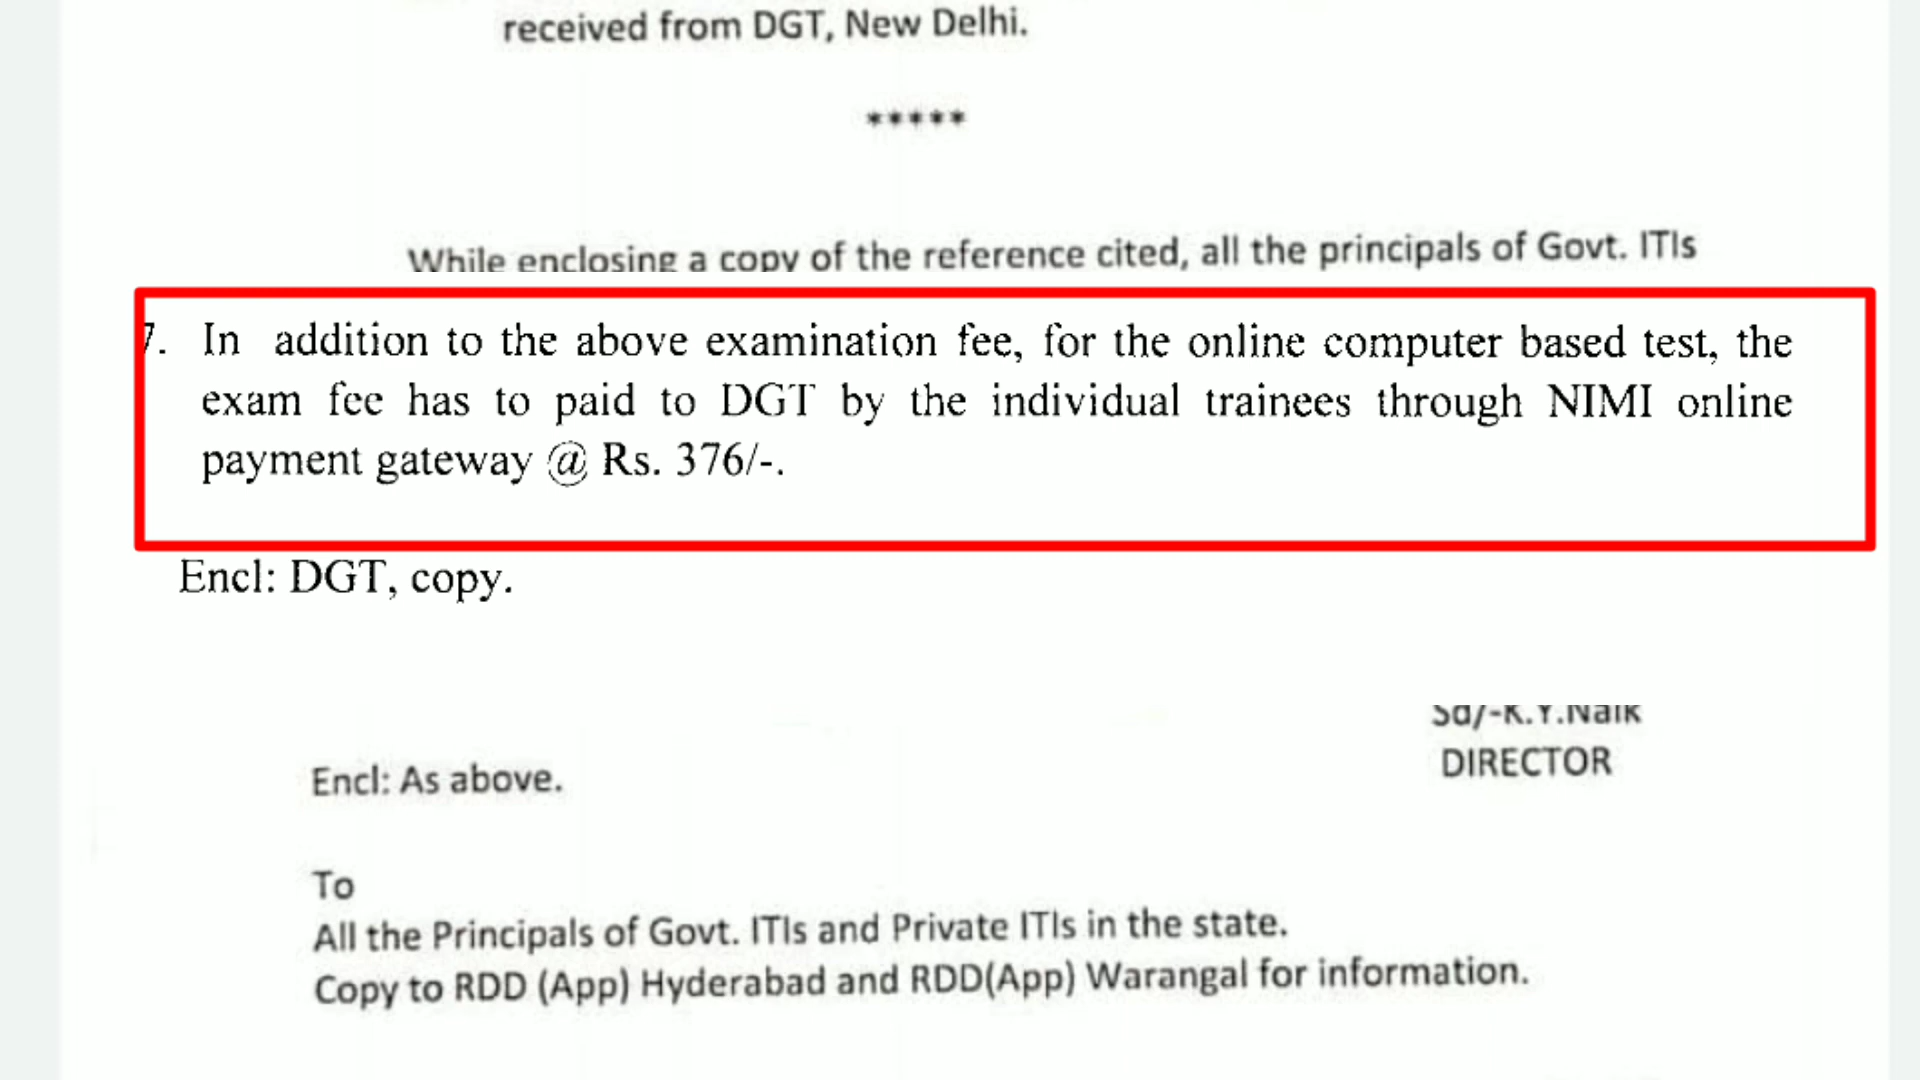 received from DGT, New Delhi.
*****
While enclosing a copy of the reference cited, all the principals of Govt. ITIs
7. In addition to the above examination fee, for the online computer based test, the
exam fee has to paid to DGT by the individual trainees through NIMI online
payment gateway @ Rs. 376/-.
Encl: DGT, copy.
Sd/-K.Y.Naik
DIRECTOR
Encl: As above.
To
All the Principals of Govt. ITIs and Private ITIs in the state.
Copy to RDD (App) Hyderabad and RDD(App) Warangal for information.